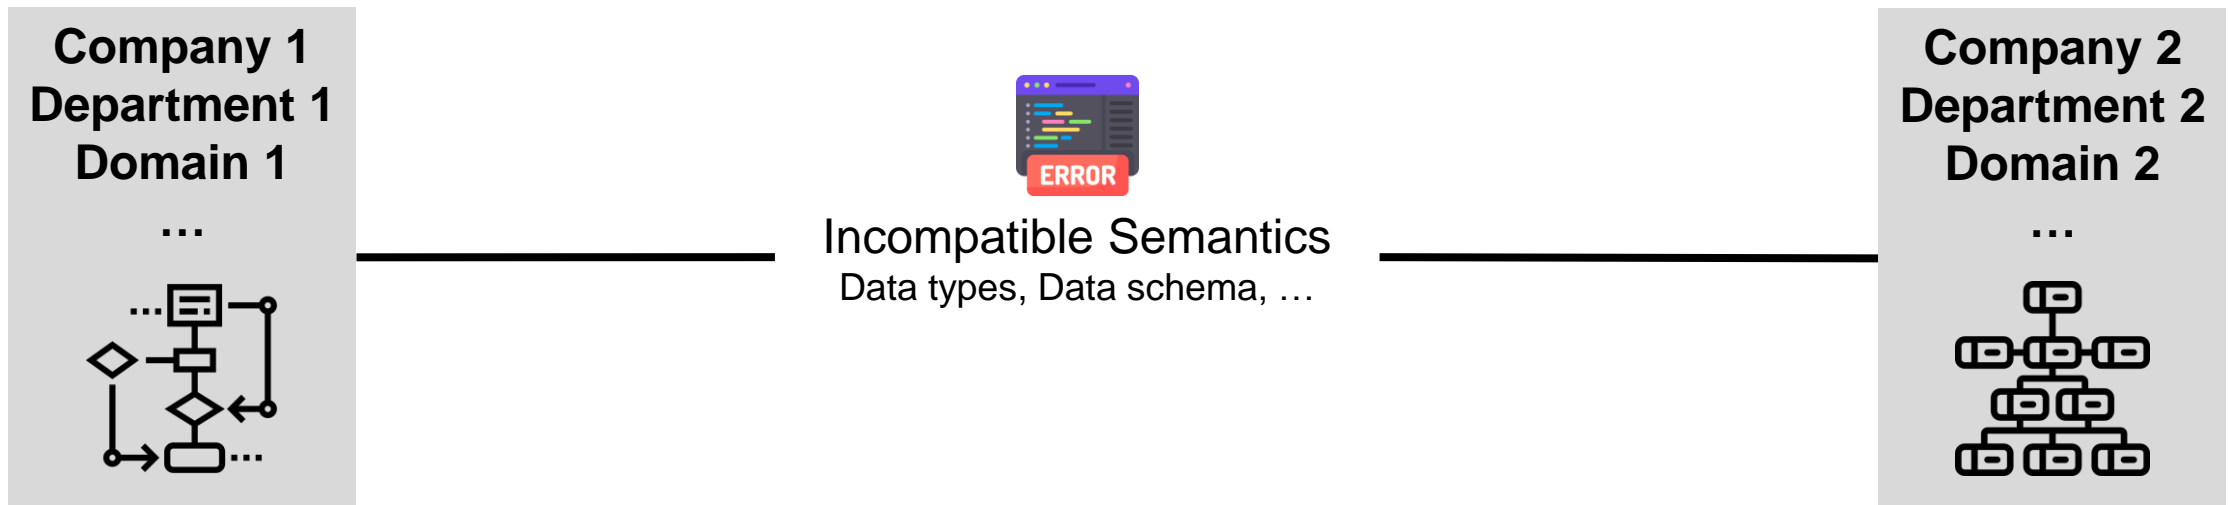 Company 1
Department 1
Domain 1
…
ERROR
Incompatible Semantics
Data types, Data schema, …
Company 2
Department 2
Domain 2
…